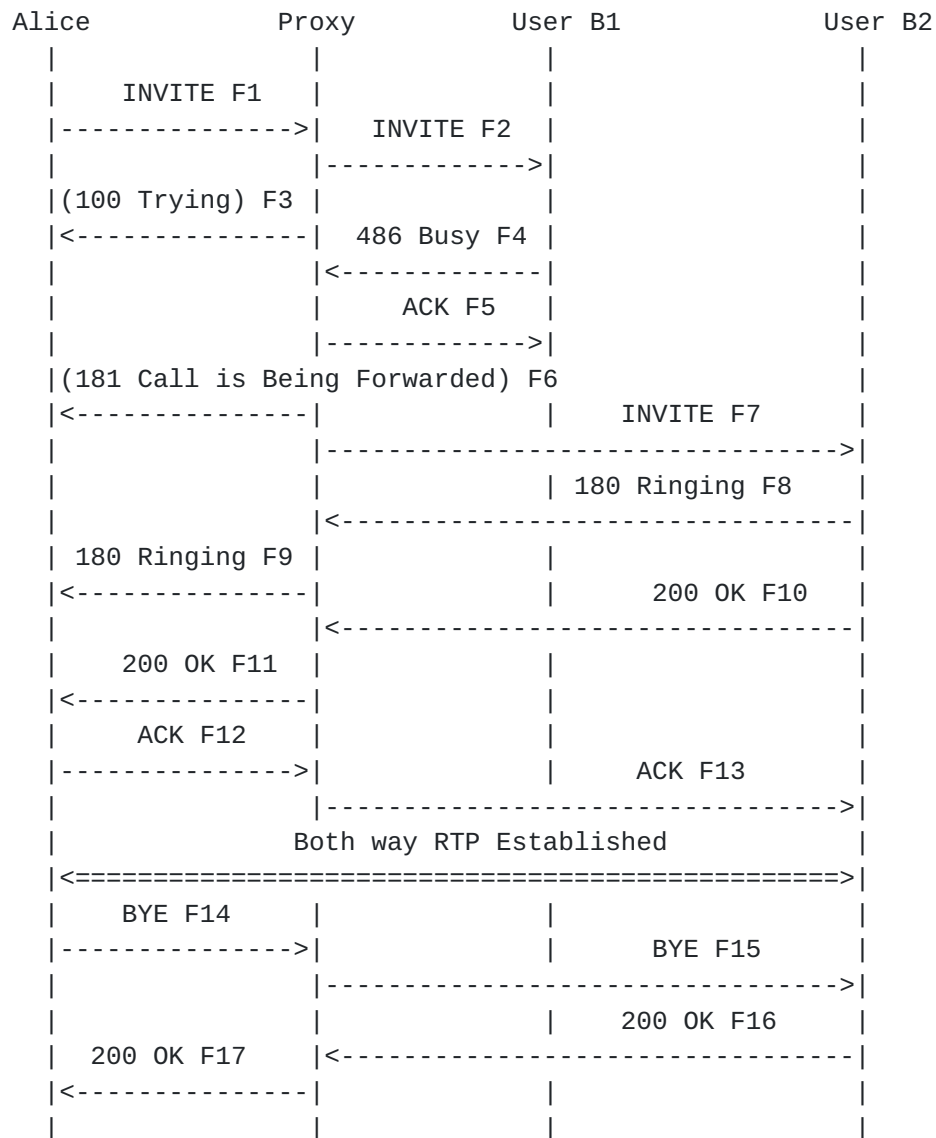 Alice Proxy User B1 User B2
INVITE F1
INVITE F2
(100 Trying) F3
486 Busy F4
ACK F5
(181 Call is Being Forwarded) F6
INVITE F7
180 Ringing F8
180 Ringing F9
200 OK F10
200 OK F11
ACK F12
ACK F13
Both way RTP Established
BYE F14
BYE F15
200 OK F16
200 OK F17